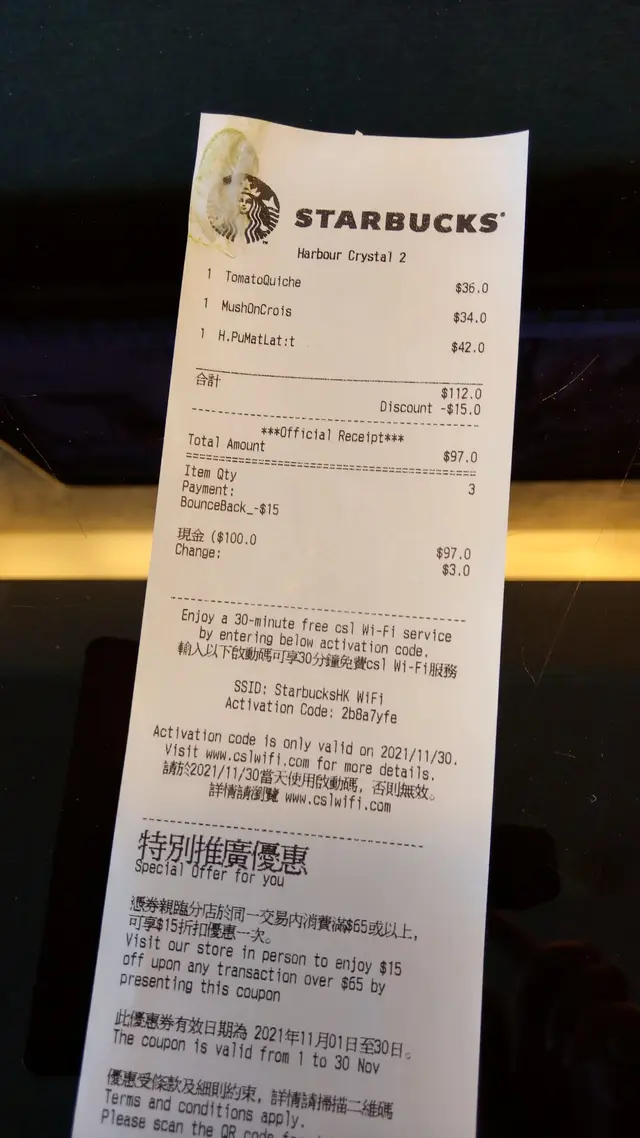 STARBUCKS
Harbour Crystal 2
1 TomatoQuiche $36.0
1 MushOnCrois $34.0
1 H.PuMatLat:t $42.0
合計 $112.0
Discount -$15.0
***Official Receipt***
Total Amount $97.0
Item Qty 3
Payment:
BounceBack_-$15
現金 ($100.0 $97.0
Change: $3.0
Enjoy a 30-minute free csl Wi-Fi service
by entering below activation code.
輸入以下啟動碼可享30分鐘免費csl Wi-Fi服務
SSID: StarbucksHK WiFi
Activation Code: 2b8a7yfe
Activation code is only valid on 2021/11/30.
Visit www.cslwifi.com for more details.
請於2021/11/30當天使用啟動碼，否則無效。
詳情請瀏覽 www.cslwifi.com
特別推廣優惠
Special Offer for you
憑券親臨分店於同一交易內消費滿$65或以上，
可享$15折扣優惠一次。
Visit our store in person to enjoy $15
off upon any transaction over $65 by
presenting this coupon
此優惠券有效日期為 2021年11月01日至30日。
The coupon is valid from 1 to 30 Nov
優惠受條款及細則約束，詳情請掃描二維碼
Terms and conditions apply.
Please scan the QR code